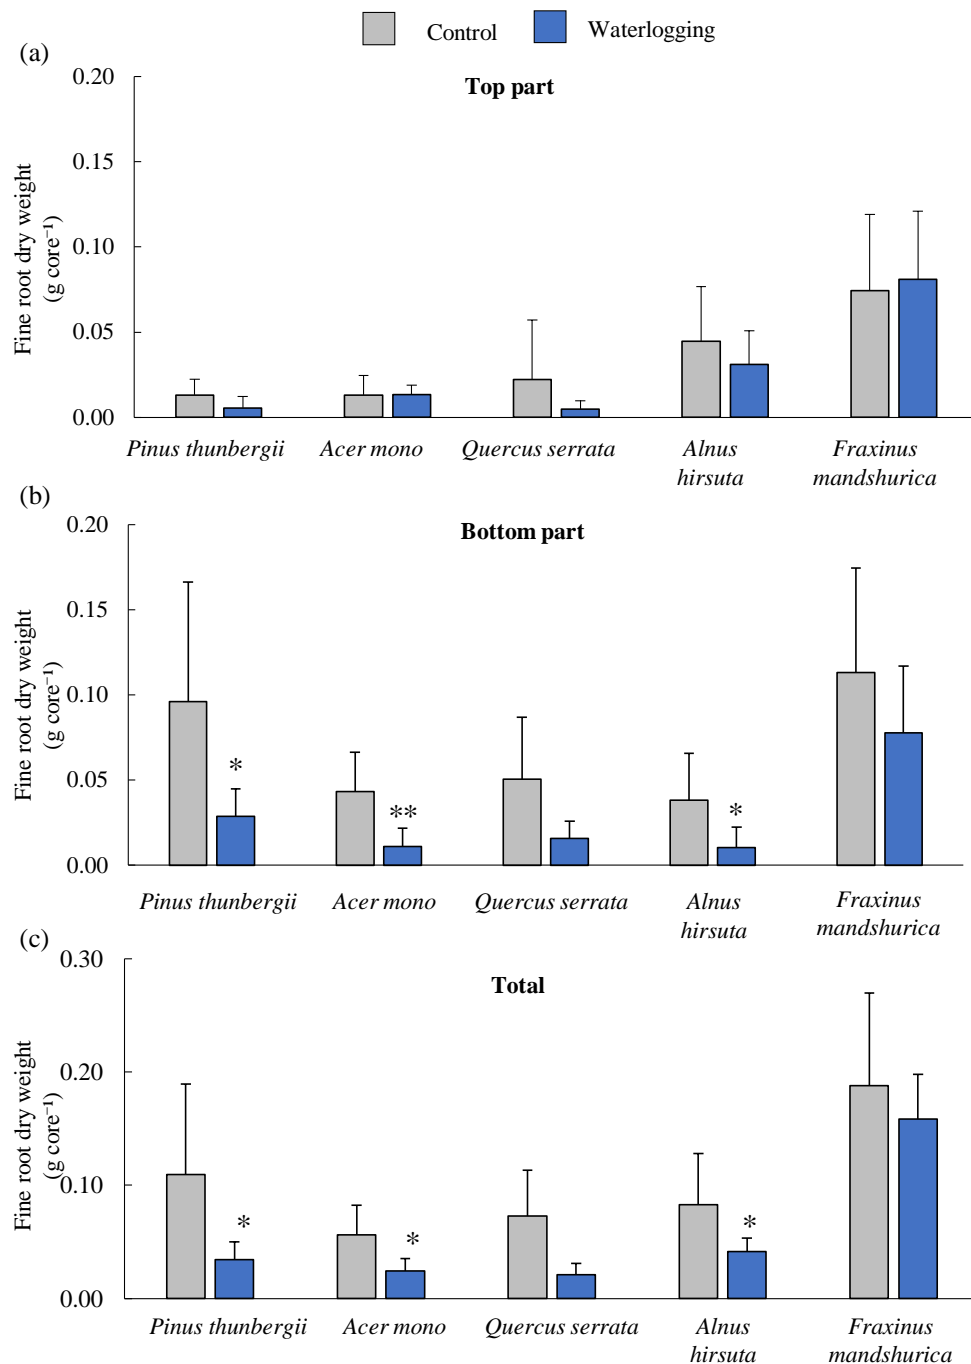 Control Waterlogging
(a)
Top part
Fine root dry weight
(g core⁻¹)
0.20
0.15
0.10
0.05
0.00
Pinus thunbergii Acer mono Quercus serrata Alnus Fraxinus
hirsuta mandshurica
(b)
Bottom part
Fine root dry weight
(g core⁻¹)
0.20
0.15
0.10
0.05
0.00
* ** *
Pinus thunbergii Acer mono Quercus serrata Alnus Fraxinus
hirsuta mandshurica
(c)
Total
Fine root dry weight
(g core⁻¹)
0.30
0.20
0.10
0.00
* * *
Pinus thunbergii Acer mono Quercus serrata Alnus Fraxinus
hirsuta mandshurica